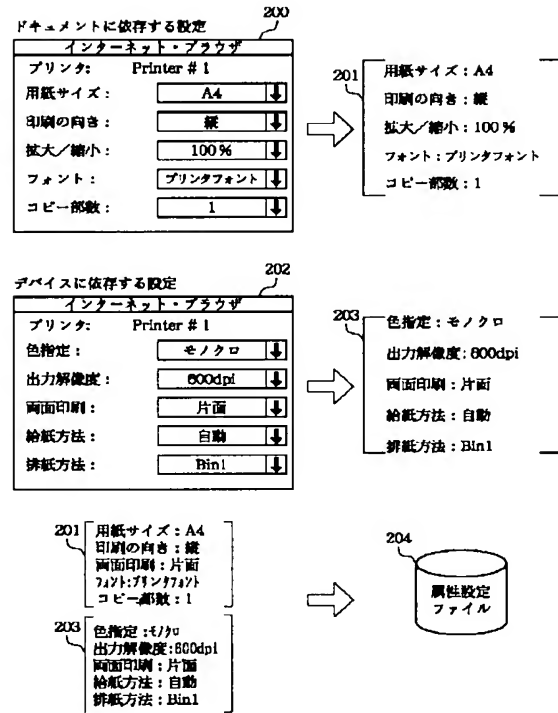 ドキュメントに依存する設定
200
インターネット・ブラウザ
プリンタ: Printer # 1
用紙サイズ: A4
印刷の向き: 縦
拡大/縮小: 100%
フォント: プリンタフォント
コピー部数: 1
201
用紙サイズ:A4
印刷の向き:縦
拡大/縮小:100%
フォント:プリンタフォント
コピー部数:1
デバイスに依存する設定
202
インターネット・ブラウザ
プリンタ: Printer # 1
色指定: モノクロ
出力解像度: 600dpi
両面印刷: 片面
給紙方法: 自動
排紙方法: Bin1
203
色指定:モノクロ
出力解像度:600dpi
両面印刷:片面
給紙方法:自動
排紙方法:Bin1
201
用紙サイズ:A4
印刷の向き:縦
両面印刷:片面
フォント:プリンタフォント
コピー部数:1
203
色指定:モノクロ
出力解像度:600dpi
両面印刷:片面
給紙方法:自動
排紙方法:Bin1
204
属性設定
ファイル